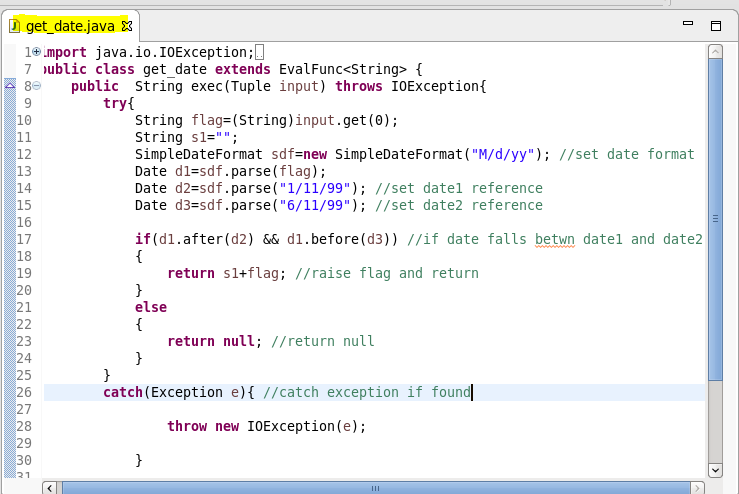 get_date.java
1 import java.io.IOException;
7 public class get_date extends EvalFunc<String> {
8 public  String exec(Tuple input) throws IOException{
9 try{
10 String flag=(String)input.get(0);
11 String s1="";
12 SimpleDateFormat sdf=new SimpleDateFormat("M/d/yy"); //set date format
13 Date d1=sdf.parse(flag);
14 Date d2=sdf.parse("1/11/99"); //set date1 reference
15 Date d3=sdf.parse("6/11/99"); //set date2 reference
16
17 if(d1.after(d2) && d1.before(d3)) //if date falls betwn date1 and date2
18 {
19 return s1+flag; //raise flag and return
20 }
21 else
22 {
23 return null; //return null
24 }
25 }
26 catch(Exception e){ //catch exception if found
27
28 throw new IOException(e);
29
30 }
31